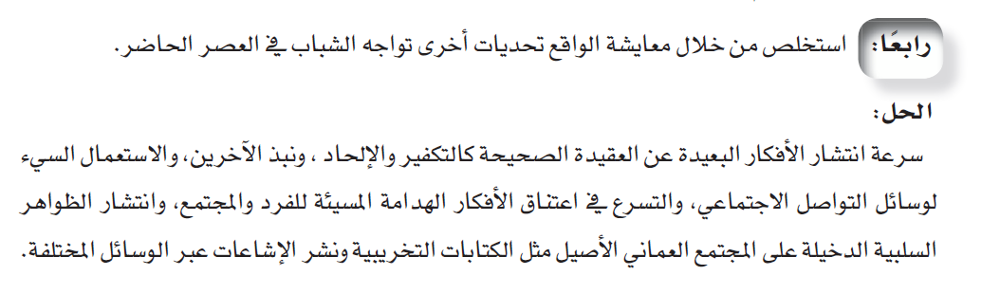 رابعًا: استخلص من خلال معايشة الواقع تحديات أخرى تواجه الشباب في العصر الحاضر.
الحل:
سرعة انتشار الأفكار البعيدة عن العقيدة الصحيحة كالتكفير والإلحاد ، ونبذ الآخرين، والاستعمال السيء
لوسائل التواصل الاجتماعي، والتسرع في اعتناق الأفكار الهدامة المسيئة للفرد والمجتمع، وانتشار الظواهر
السلبية الدخيلة على المجتمع العماني الأصيل مثل الكتابات التخريبية ونشر الإشاعات عبر الوسائل المختلفة.